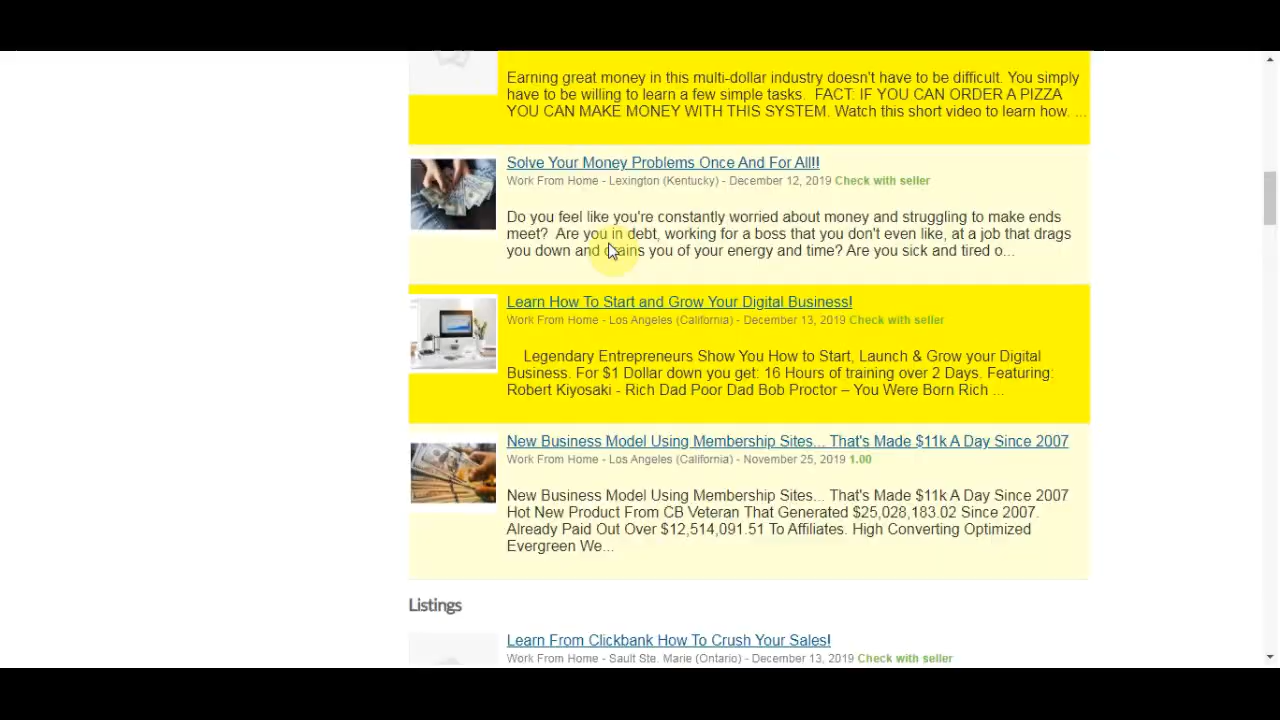 Earning great money in this multi-dollar industry doesn't have to be difficult. You simply
have to be willing to learn a few simple tasks.  FACT: IF YOU CAN ORDER A PIZZA
YOU CAN MAKE MONEY WITH THIS SYSTEM. Watch this short video to learn how. ...
Solve Your Money Problems Once And For All!!
Work From Home - Lexington (Kentucky) - December 12, 2019 Check with seller
Do you feel like you're constantly worried about money and struggling to make ends
meet?  Are you in debt, working for a boss that you don't even like, at a job that drags
you down and drains you of your energy and time? Are you sick and tired o...
Learn How To Start and Grow Your Digital Business!
Work From Home - Los Angeles (California) - December 13, 2019 Check with seller
Legendary Entrepreneurs Show You How to Start, Launch & Grow your Digital
Business. For $1 Dollar down you get: 16 Hours of training over 2 Days. Featuring:
Robert Kiyosaki - Rich Dad Poor Dad Bob Proctor – You Were Born Rich ...
New Business Model Using Membership Sites... That's Made $11k A Day Since 2007
Work From Home - Los Angeles (California) - November 25, 2019 1.00
New Business Model Using Membership Sites... That's Made $11k A Day Since 2007
Hot New Product From CB Veteran That Generated $25,028,183.02 Since 2007.
Already Paid Out Over $12,514,091.51 To Affiliates. High Converting Optimized
Evergreen We...
Listings
Learn From Clickbank How To Crush Your Sales!
Work From Home - Sault Ste. Marie (Ontario) - December 13, 2019 Check with seller